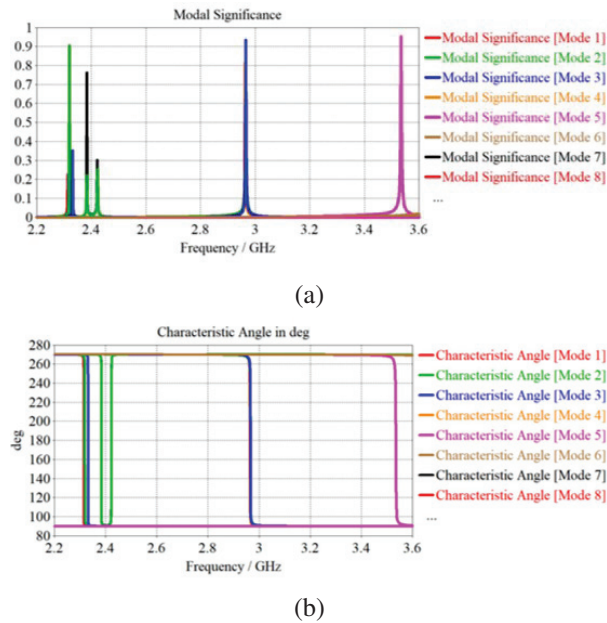 Modal Significance
1
0.9
0.8
0.7
0.6
0.5
0.4
0.3
0.2
0.1
0
2.2 2.4 2.6 2.8 3 3.2 3.4 3.6
Frequency / GHz
Modal Significance [Mode 1]
Modal Significance [Mode 2]
Modal Significance [Mode 3]
Modal Significance [Mode 4]
Modal Significance [Mode 5]
Modal Significance [Mode 6]
Modal Significance [Mode 7]
Modal Significance [Mode 8]
...
(a)
Characteristic Angle in deg
280
260
240
220
200
180
160
140
120
100
80
deg
2.2 2.4 2.6 2.8 3 3.2 3.4 3.6
Frequency / GHz
Characteristic Angle [Mode 1]
Characteristic Angle [Mode 2]
Characteristic Angle [Mode 3]
Characteristic Angle [Mode 4]
Characteristic Angle [Mode 5]
Characteristic Angle [Mode 6]
Characteristic Angle [Mode 7]
Characteristic Angle [Mode 8]
...
(b)